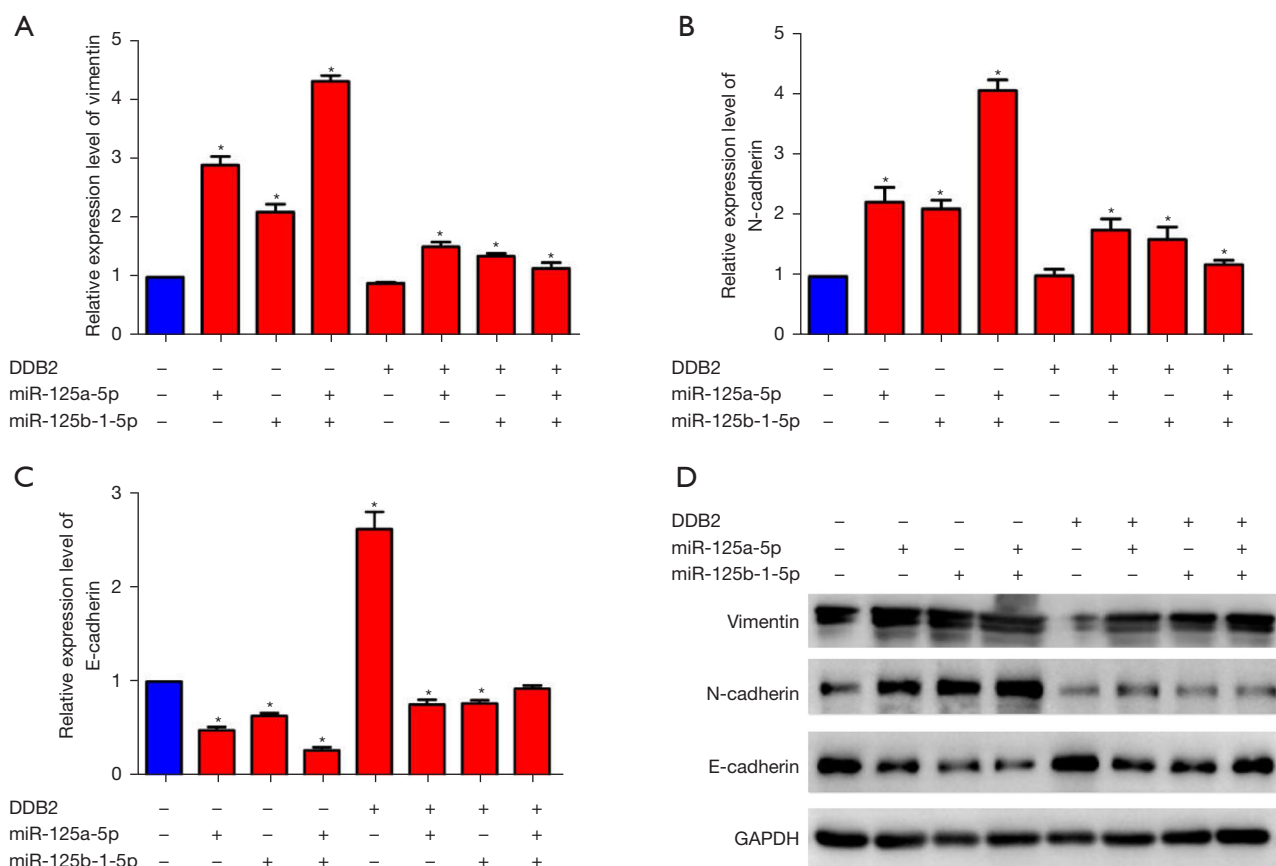 A
Relative expression level of vimentin
5
4
3
2
1
0
* * * * * *
DDB2 – – – – + + + +
miR-125a-5p – + – + – + – +
miR-125b-1-5p – – + + – – + +
B
Relative expression level of
N-cadherin
5
4
3
2
1
0
* * * * * *
DDB2 – – – – + + + +
miR-125a-5p – + – + – + – +
miR-125b-1-5p – – + + – – + +
C
Relative expression level of
E-cadherin
3
2
1
0
* * * * * *
DDB2 – – – – + + + +
miR-125a-5p – + – + – + – +
miR-125b-1-5p – – + + – – + +
D
DDB2 – – – – + + + +
miR-125a-5p – + – + – + – +
miR-125b-1-5p – – + + – – + +
Vimentin
N-cadherin
E-cadherin
GAPDH